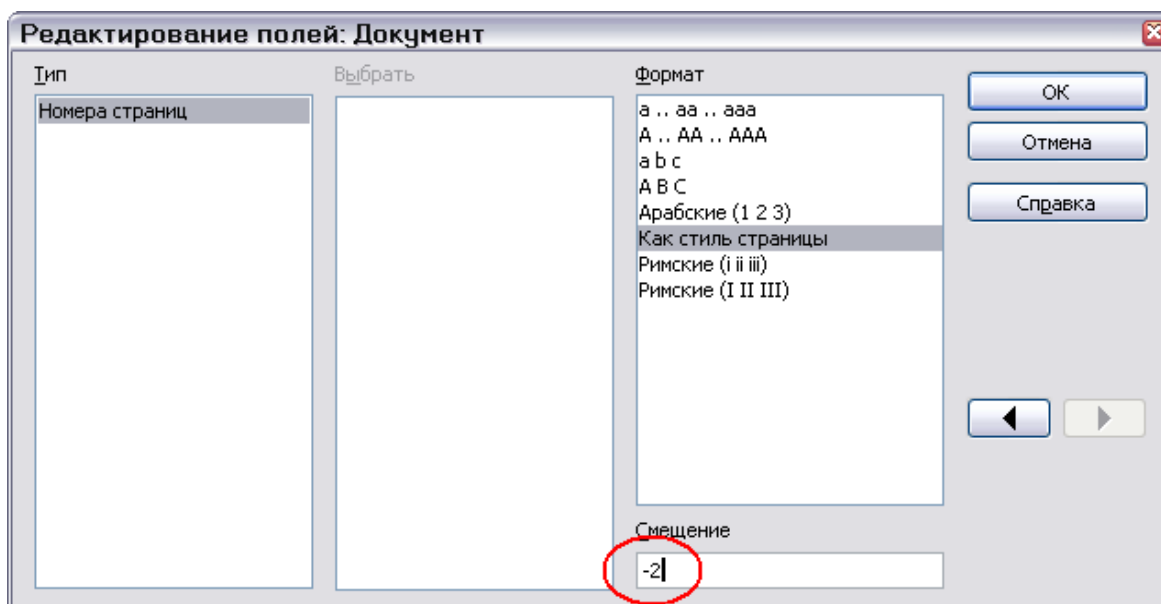 Редактирование полей: Документ
Тип
Номера страниц
Выбрать
Формат
a .. aa .. aaa
A .. AA .. AAA
a b c
A B C
Арабские (1 2 3)
Как стиль страницы
Римские (i ii iii)
Римские (I II III)
Смещение
-2
ОК
Отмена
Справка